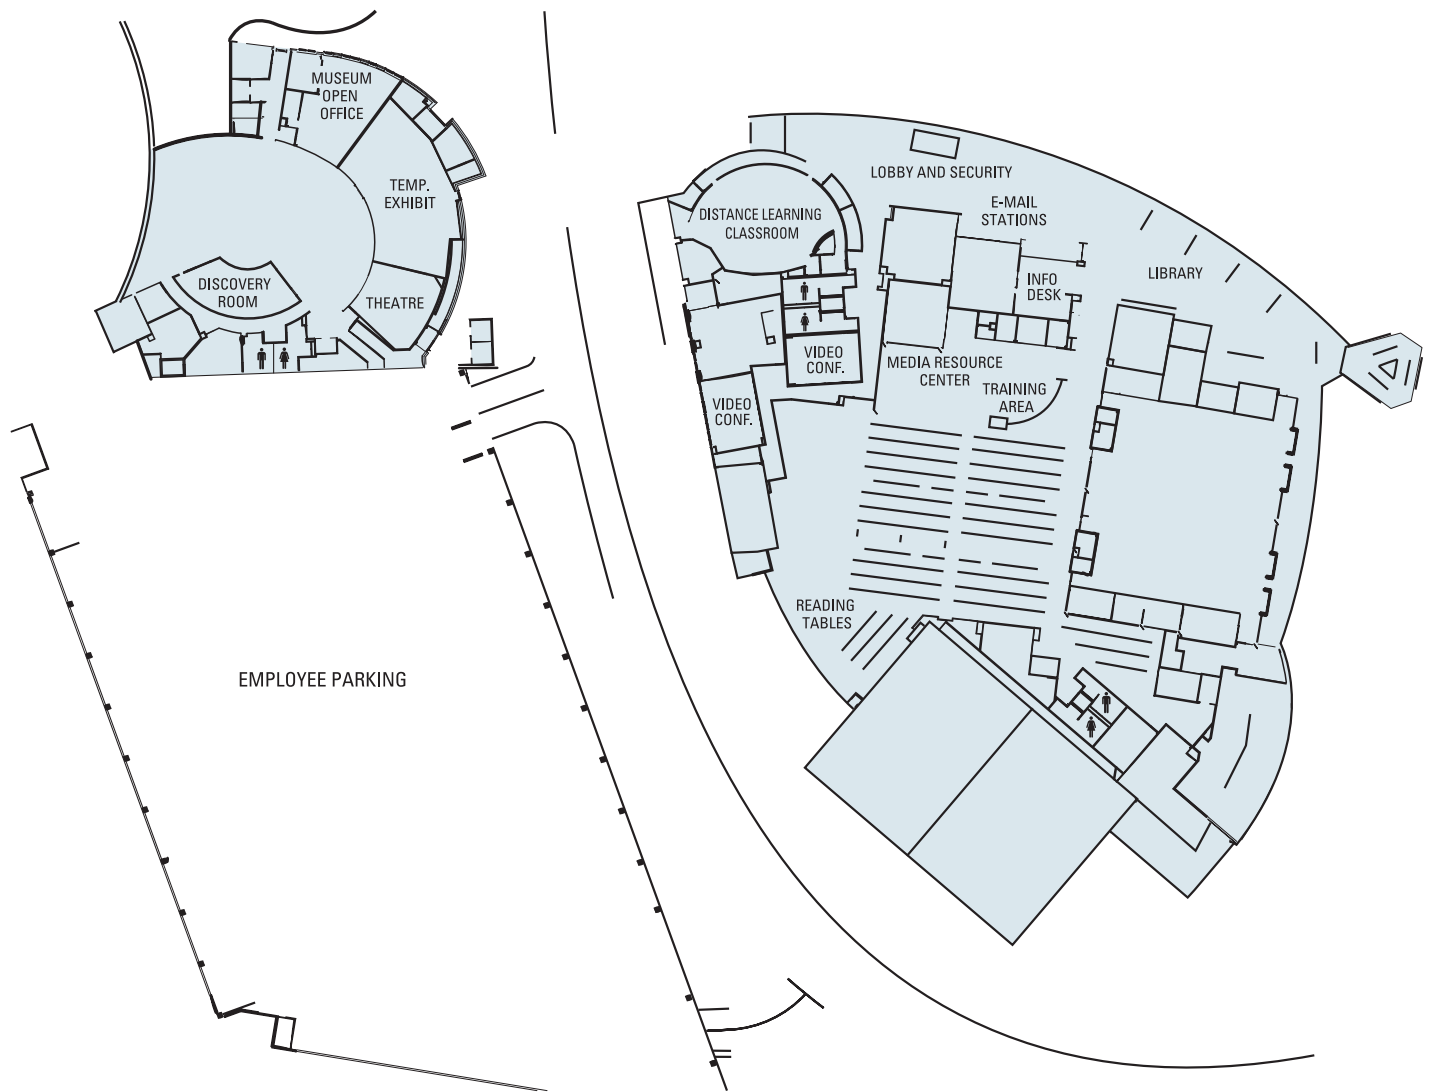 MUSEUM
OPEN
OFFICE
TEMP.
EXHIBIT
DISCOVERY
ROOM
THEATRE
EMPLOYEE PARKING
LOBBY AND SECURITY
E-MAIL
STATIONS
DISTANCE LEARNING
CLASSROOM
INFO
DESK
LIBRARY
VIDEO
CONF.
MEDIA RESOURCE
CENTER
TRAINING
AREA
VIDEO
CONF.
READING
TABLES